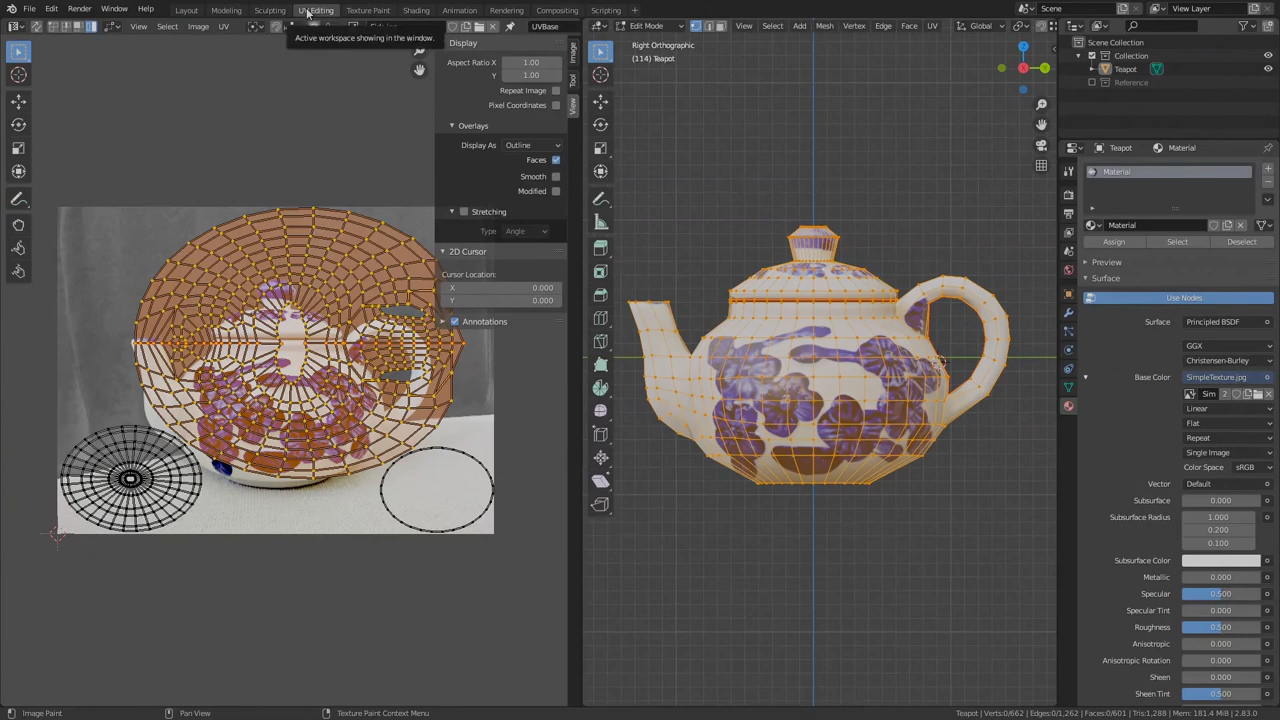 File Edit Render Window Help
Layout Modeling Sculpting UV Editing Texture Paint Shading Animation Rendering Compositing Scripting +
Scene
RenderLayer
View Select Image UV
UVBase
Active workspace showing in the window.
Edit Mode
View Select Add Mesh Vertex Edge Face UV
Display
Aspect Ratio X 1.00
Y 1.00
Repeat Image
Pixel Coordinates
Overlays
Display As Outline
Faces
Smooth
Modified
Stretching
Type Angle
2D Cursor
Cursor Location:
X 0.000
Y 0.000
Annotations
Image
Tool
View
Right Orthographic
(114) Teapot
Z
X
Y
Scene Collection
Collection
Teapot
Reference
Teapot Material
Material
Material
Assign Select Deselect
Preview
Surface
Use Nodes
Surface Principled BSDF
GGX
Christensen-Burley
Base Color SimpleTexture.jpg
Sim 2
Linear
Flat
Repeat
Single Image
Color Space sRGB
Vector Default
Subsurface 0.000
Subsurface Radius 1.000
0.200
0.100
Subsurface Color
Metallic 0.000
Specular 0.500
Specular Tint 0.000
Roughness 0.500
Anisotropic 0.000
Anisotropic Rotation 0.000
Sheen 0.000
Sheen Tint 0.500
Image Paint Pan View Texture Paint Context Menu
Teapot | Verts:0/662 | Edges:0/1,262 | Faces:0/601 | Tris:1,288 | Mem: 181.4 MiB | 2.83.0